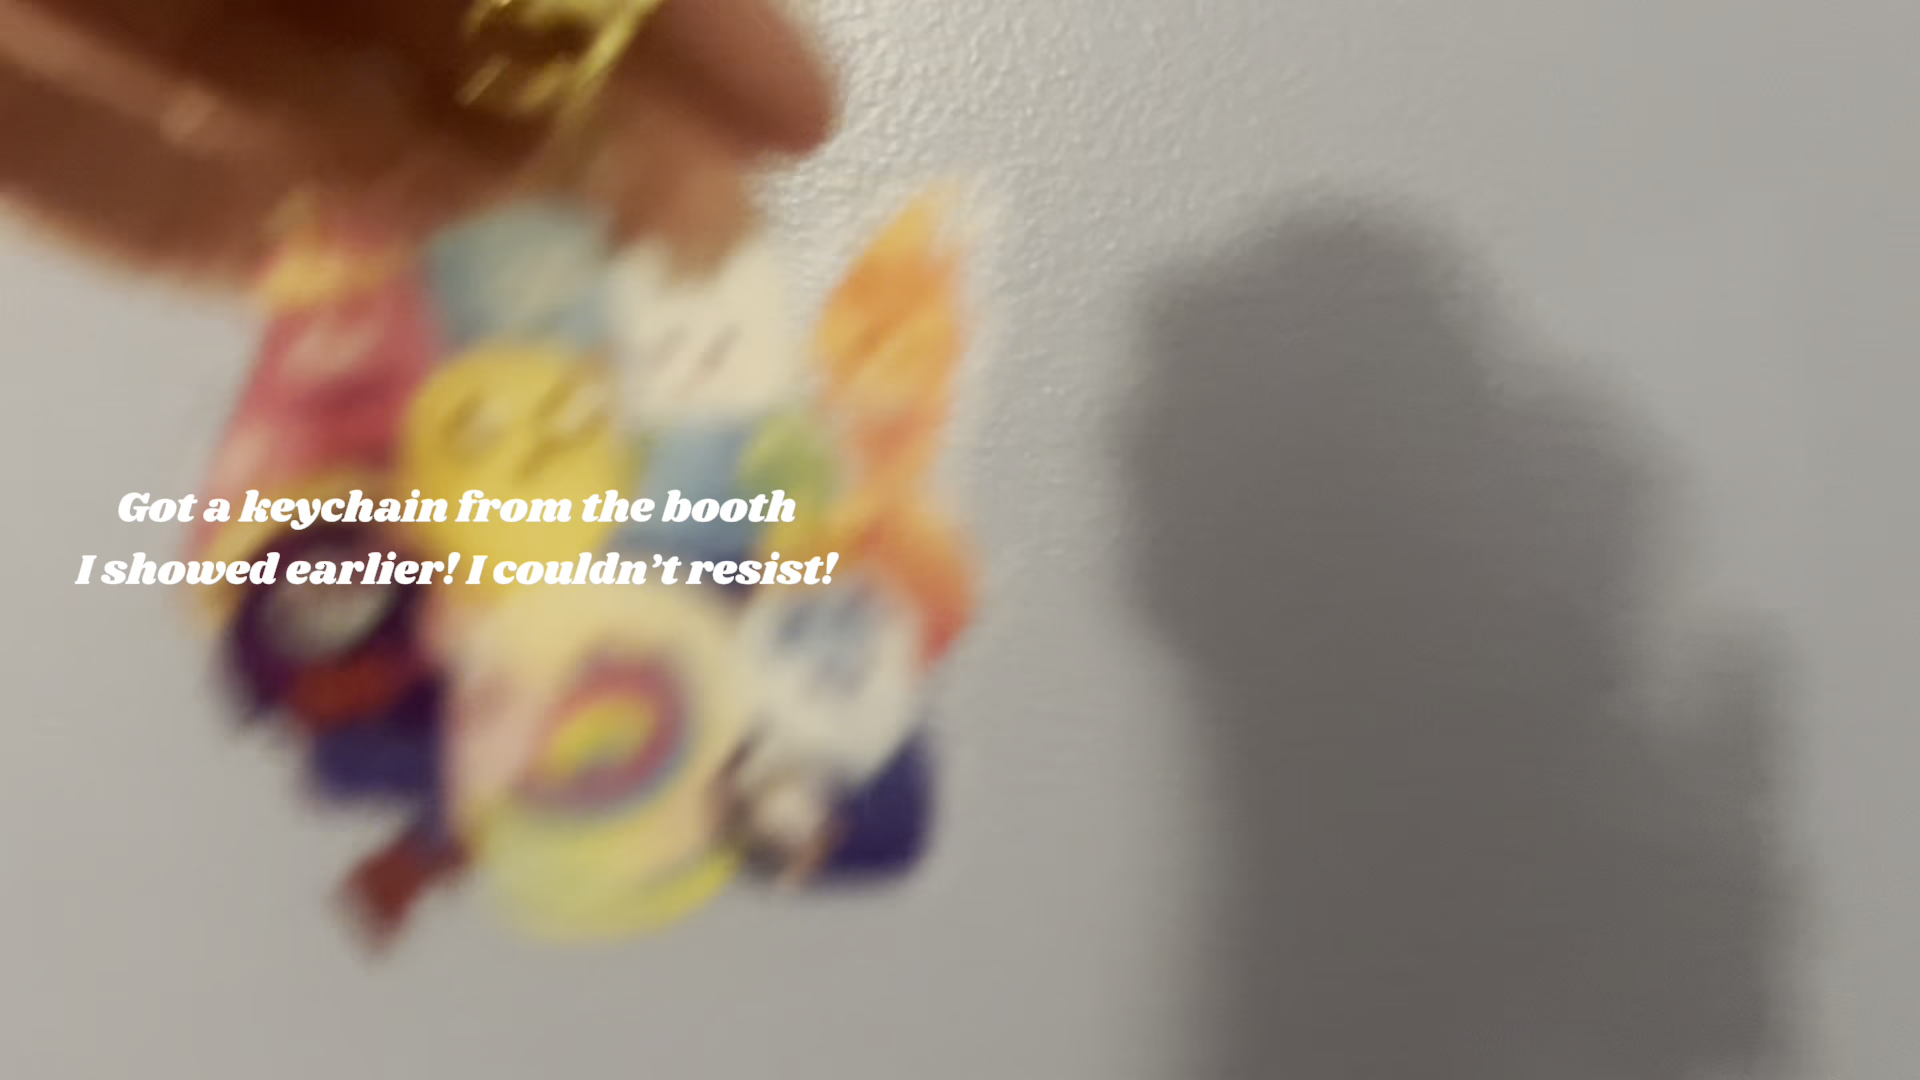 Got a keychain from the booth
I showed earlier! I couldn’t resist!